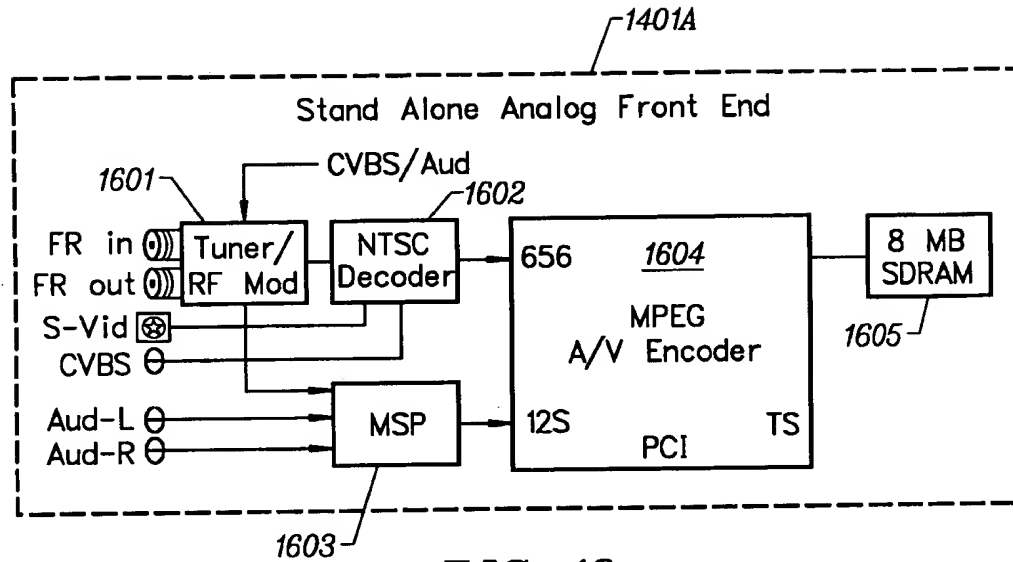 1401A
Stand Alone Analog Front End
CVBS/Aud
1601
1602
FR in
FR out
S-Vid
CVBS
Aud-L
Aud-R
Tuner/
RF Mod
NTSC
Decoder
MSP
1603
656
1604
MPEG
A/V Encoder
12S
TS
PCI
8 MB
SDRAM
1605